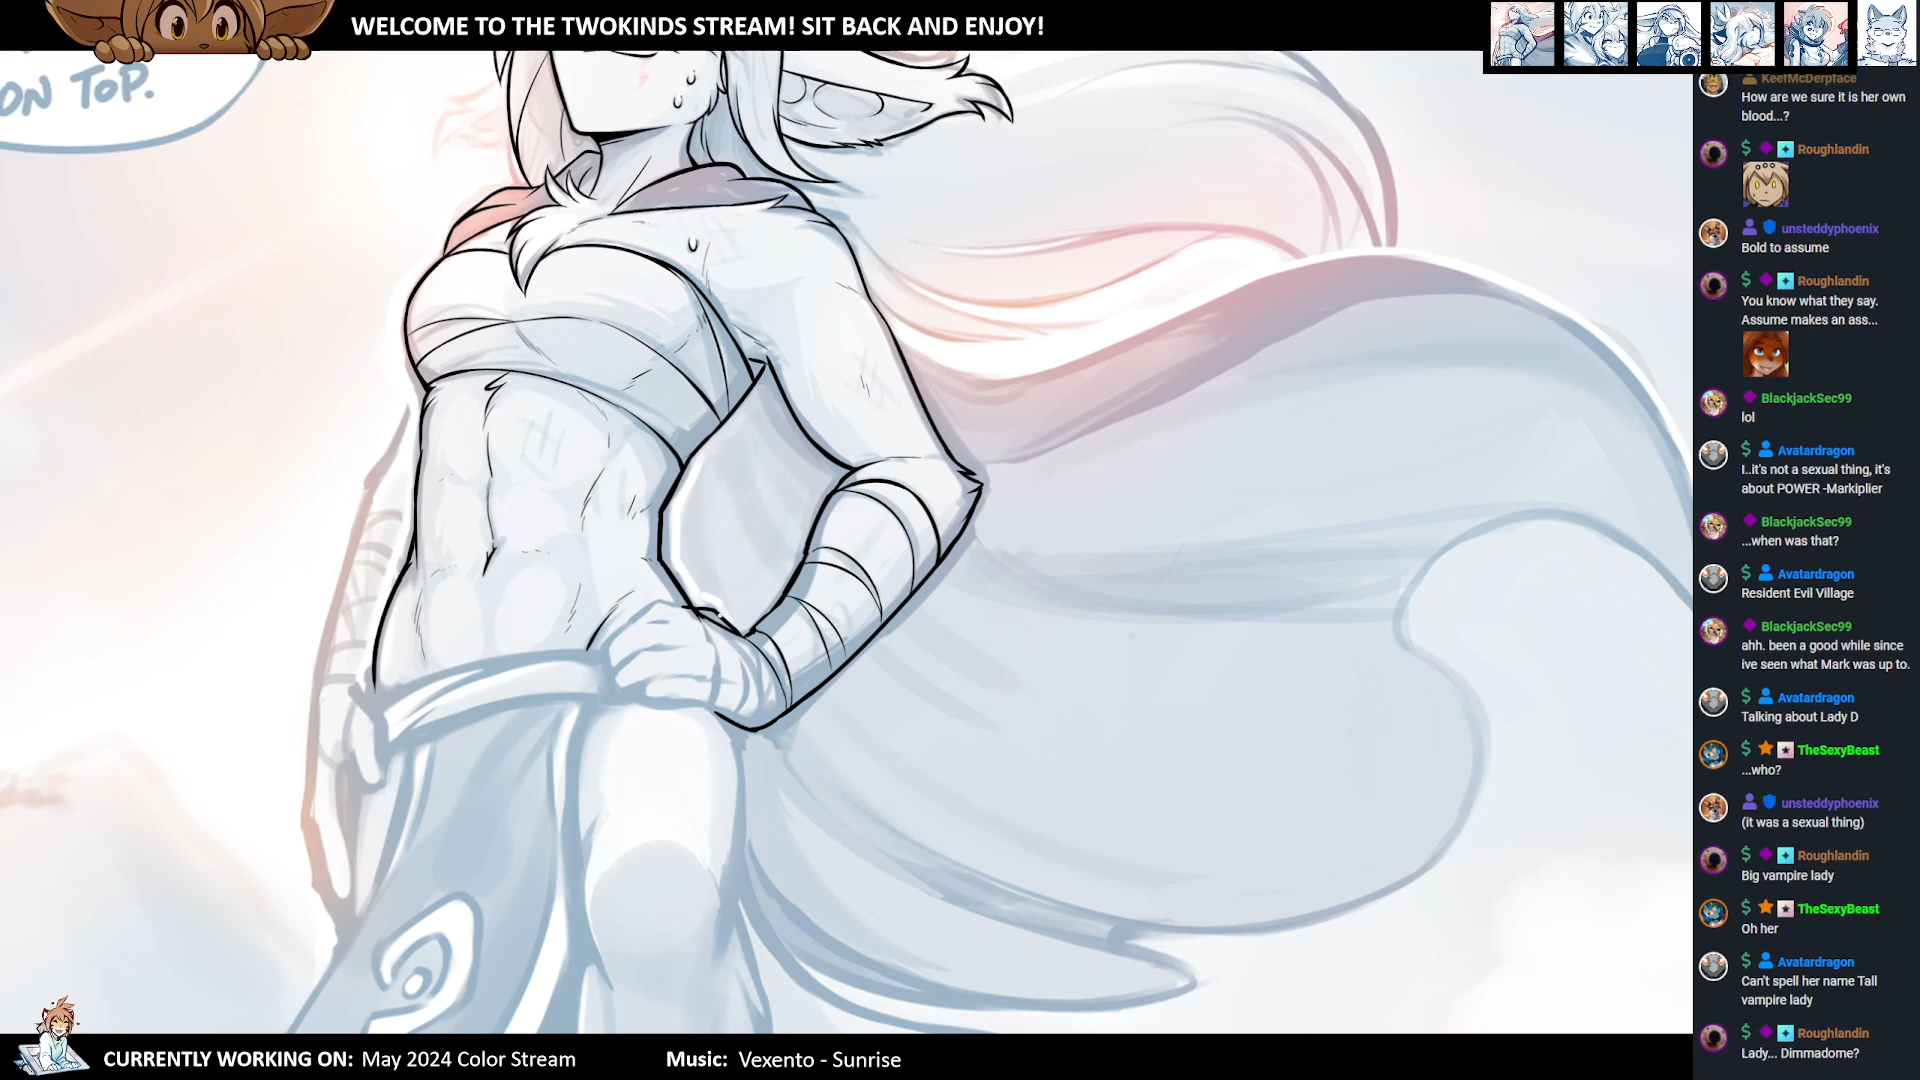 WELCOME TO THE TWOKINDS STREAM! SIT BACK AND ENJOY!
ON TOP.
KeefMcDerpface
How are we sure it is her own
blood...?
Roughlandin
unsteddyphoenix
Bold to assume
Roughlandin
You know what they say.
Assume makes an ass...
BlackjackSec99
lol
Avatardragon
I..it's not a sexual thing, it's
about POWER -Markiplier
BlackjackSec99
...when was that?
Avatardragon
Resident Evil Village
BlackjackSec99
ahh. been a good while since
ive seen what Mark was up to.
Avatardragon
Talking about Lady D
TheSexyBeast
...who?
unsteddyphoenix
(it was a sexual thing)
Roughlandin
Big vampire lady
TheSexyBeast
Oh her
Avatardragon
Can't spell her name Tall
vampire lady
Roughlandin
Lady... Dimmadome?
CURRENTLY WORKING ON: May 2024 Color Stream
Music: Vexento - Sunrise